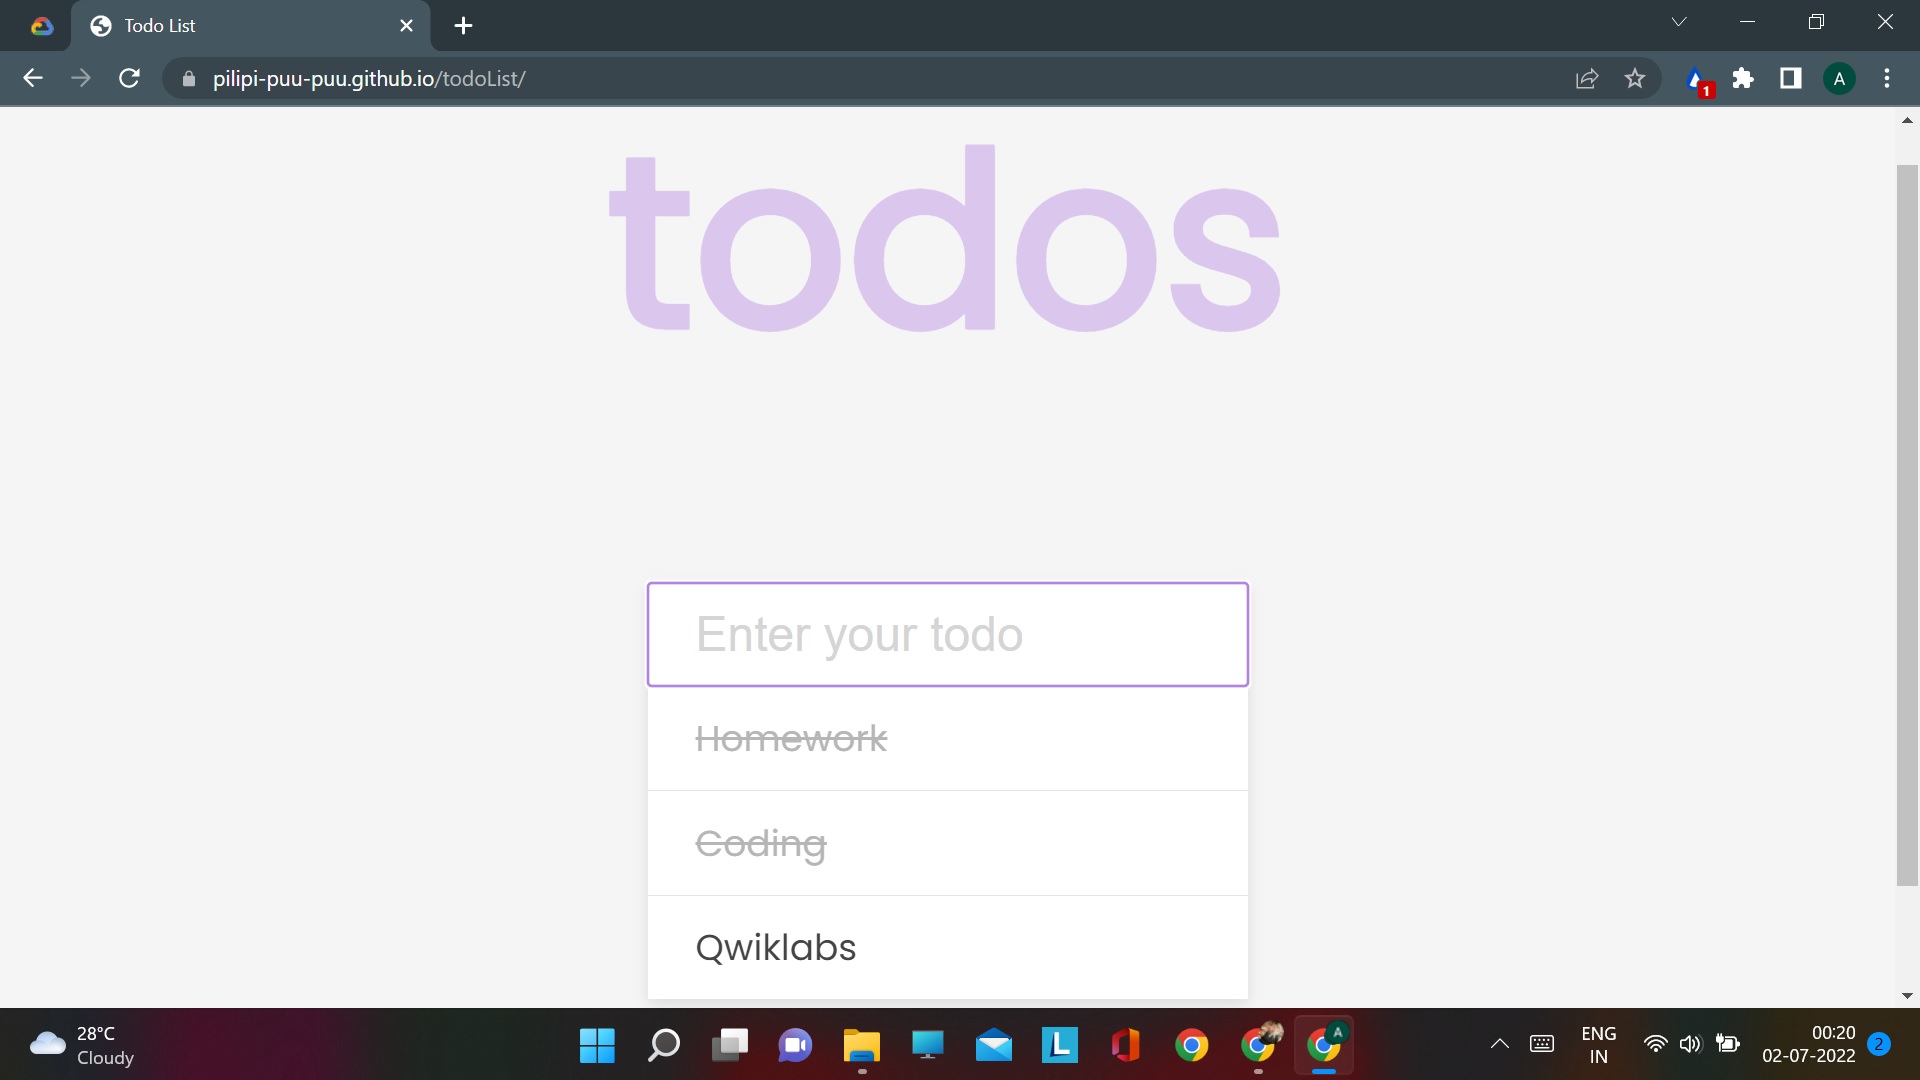 Todo List
pilipi-puu-puu.github.io/todoList/
1
A
todos
Enter your todo
Homework
Coding
Qwiklabs
28°C
Cloudy
L
A
ENG
IN
00:20
02-07-2022
2